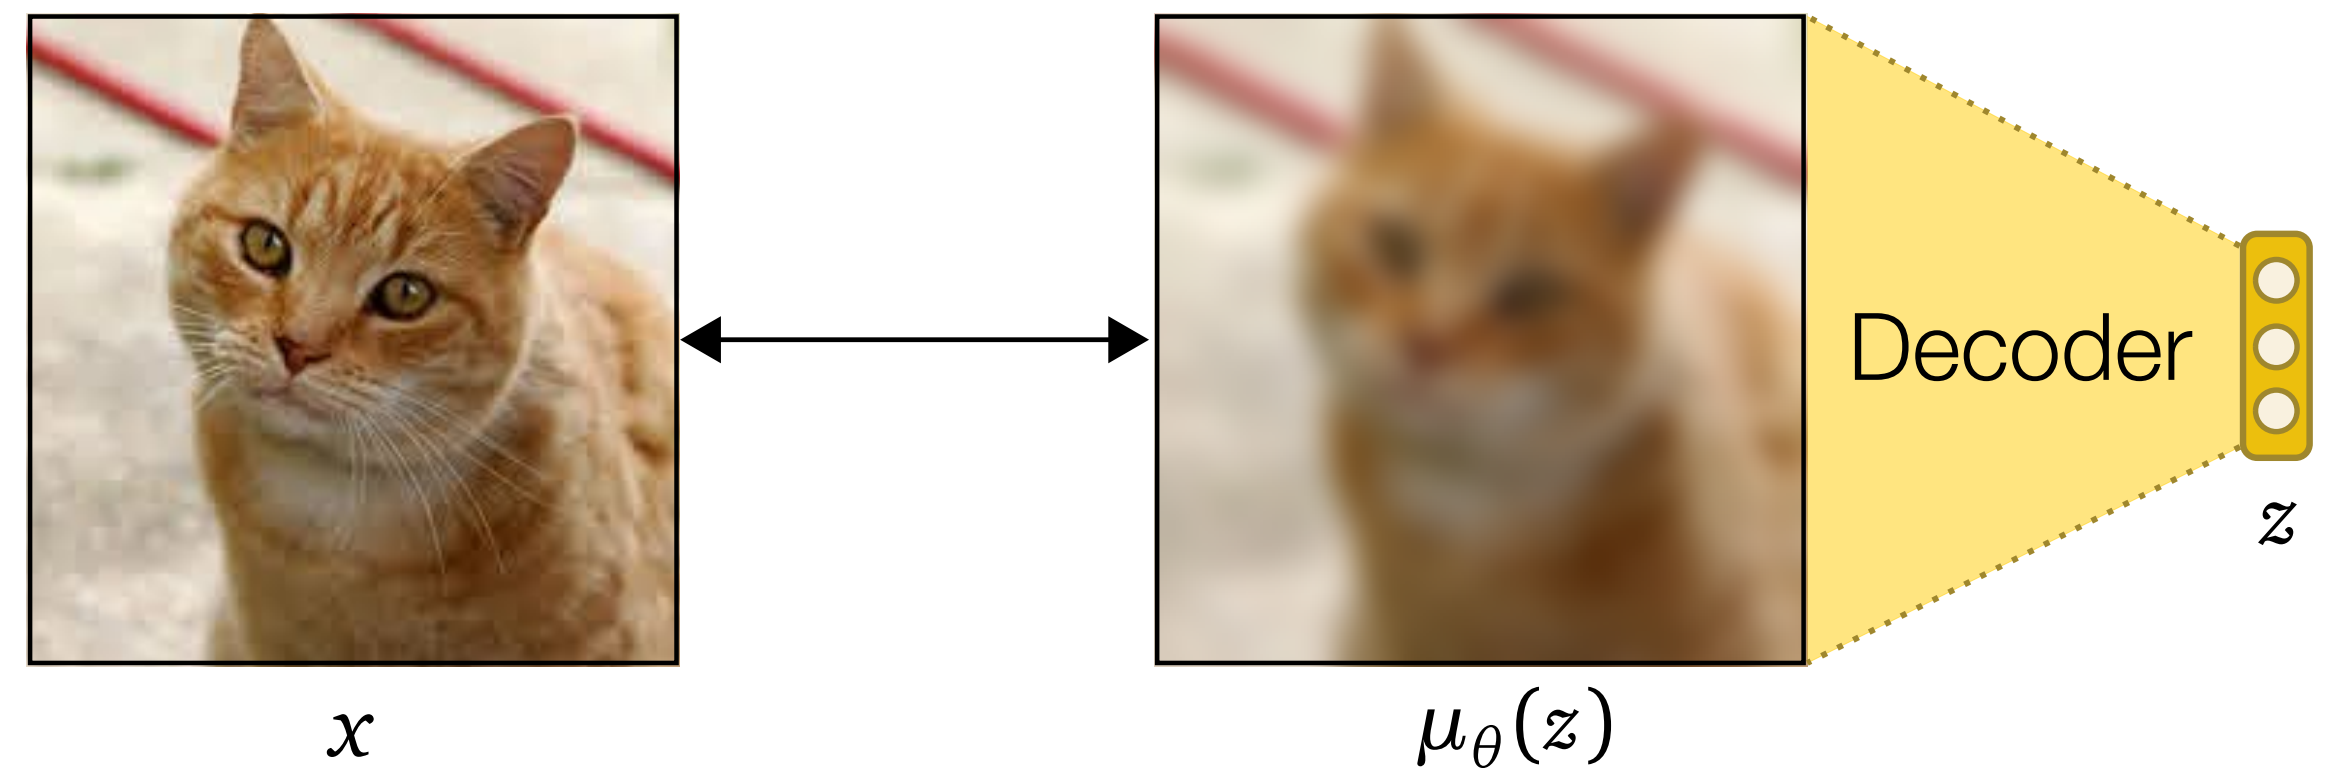 Decoder
z
x
μθ(z)